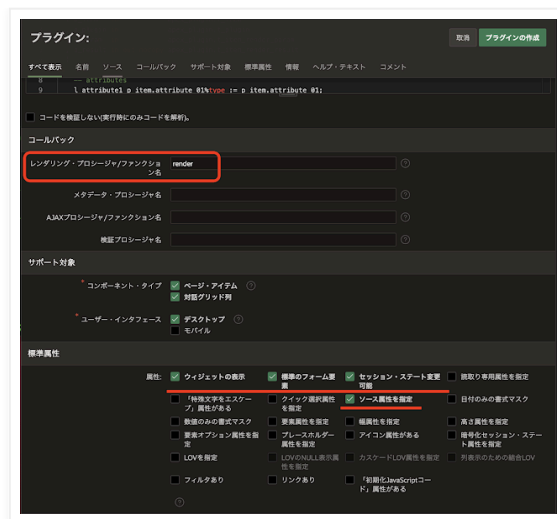 プラグイン:
取消
プラグインの作成
すべて表示 名前 ソース コールバック サポート対象 標準属性 情報 ヘルプ・テキスト コメント
8 -- attributes
9 l_attribute1 p_item.attribute_01%type := p_item.attribute_01;
コードを検証しない(実行時にのみコードを解析)。
コールバック
レンダリング・プロシージャ/ファンクショ
ン名
render
メタデータ・プロシージャ名
AJAXプロシージャ/ファンクション名
検証プロシージャ名
サポート対象
* コンポーネント・タイプ
ページ・アイテム
対話グリッド列
* ユーザー・インタフェース
デスクトップ
モバイル
標準属性
属性:
ウィジェットの表示
標準のフォーム要
素
セッション・ステート変更
可能
読取り専用属性を指定
「特殊文字をエスケー
プ」属性がある
クイック選択属性
を指定
ソース属性を指定
日付のみの書式マスク
数値のみの書式マスク
要素属性を指定
幅属性を指定
高さ属性を指定
要素オプション属性を指
定
プレースホルダー
属性を指定
アイコン属性がある
暗号化セッション・ステー
ト属性を指定
LOVを指定
LOVのNULL表示属
性を指定
カスケードLOV属性を指定
列表示のための結合LOV
フィルタあり
リンクあり
「初期化JavaScriptコー
ド」属性がある